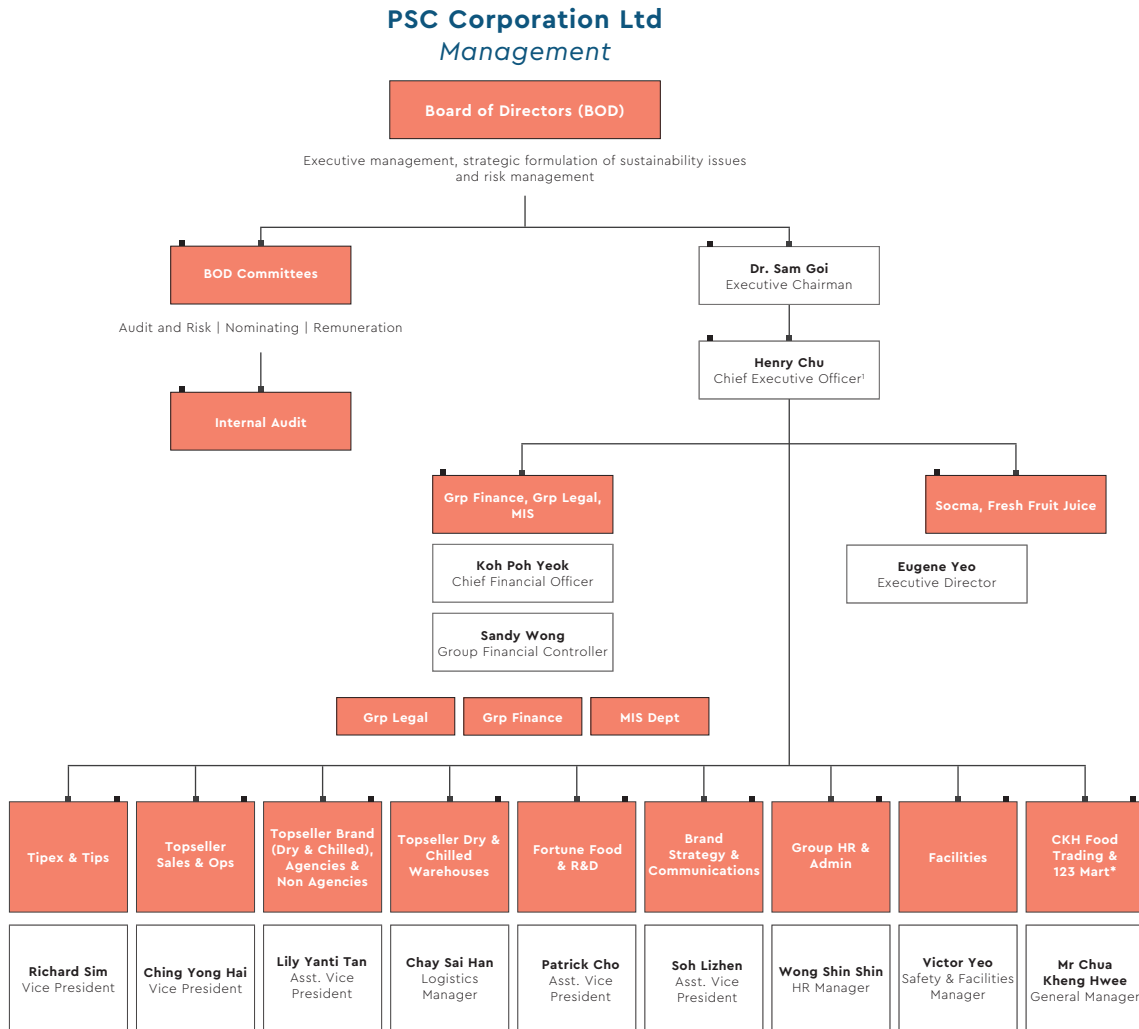 PSC Corporation Ltd
Management
Board of Directors (BOD)
Executive management, strategic formulation of sustainability issues
and risk management
BOD Committees
Audit and Risk | Nominating | Remuneration
Internal Audit
Dr. Sam Goi
Executive Chairman
Henry Chu
Chief Executive Officer¹
Grp Finance, Grp Legal,
MIS
Koh Poh Yeok
Chief Financial Officer
Sandy Wong
Group Financial Controller
Grp Legal
Grp Finance
MIS Dept
Socma, Fresh Fruit Juice
Eugene Yeo
Executive Director
Tipex & Tips
Richard Sim
Vice President
Topseller
Sales & Ops
Ching Yong Hai
Vice President
Topseller Brand
(Dry & Chilled),
Agencies &
Non Agencies
Lily Yanti Tan
Asst. Vice
President
Topseller Dry &
Chilled
Warehouses
Chay Sai Han
Logistics
Manager
Fortune Food
& R&D
Patrick Cho
Asst. Vice
President
Brand
Strategy &
Communications
Soh Lizhen
Asst. Vice
President
Group HR &
Admin
Wong Shin Shin
HR Manager
Facilities
Victor Yeo
Safety & Facilities
Manager
CKH Food
Trading &
123 Mart*
Mr Chua
Kheng Hwee
General Manager